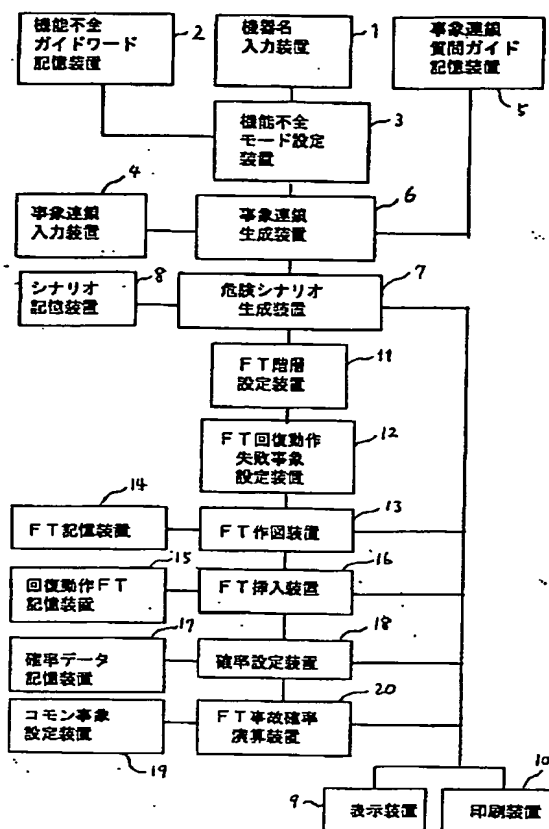 機能不全
ガイドワード
記憶装置
2
機器名
入力装置
1
事象連鎖
質問ガイド
記憶装置
5
機能不全
モード設定
装置
3
4
事象連鎖
入力装置
事象連鎖
生成装置
6
8
シナリオ
記憶装置
危険シナリオ
生成装置
7
FT階層
設定装置
11
FT回復動作
失敗事象
設定装置
12
14
FT記憶装置
FT作図装置
13
15
回復動作FT
記憶装置
FT挿入装置
16
17
確率データ
記憶装置
確率設定装置
18
コモン事象
設定装置
19
FT事故確率
演算装置
20
9
表示装置
印刷装置
10